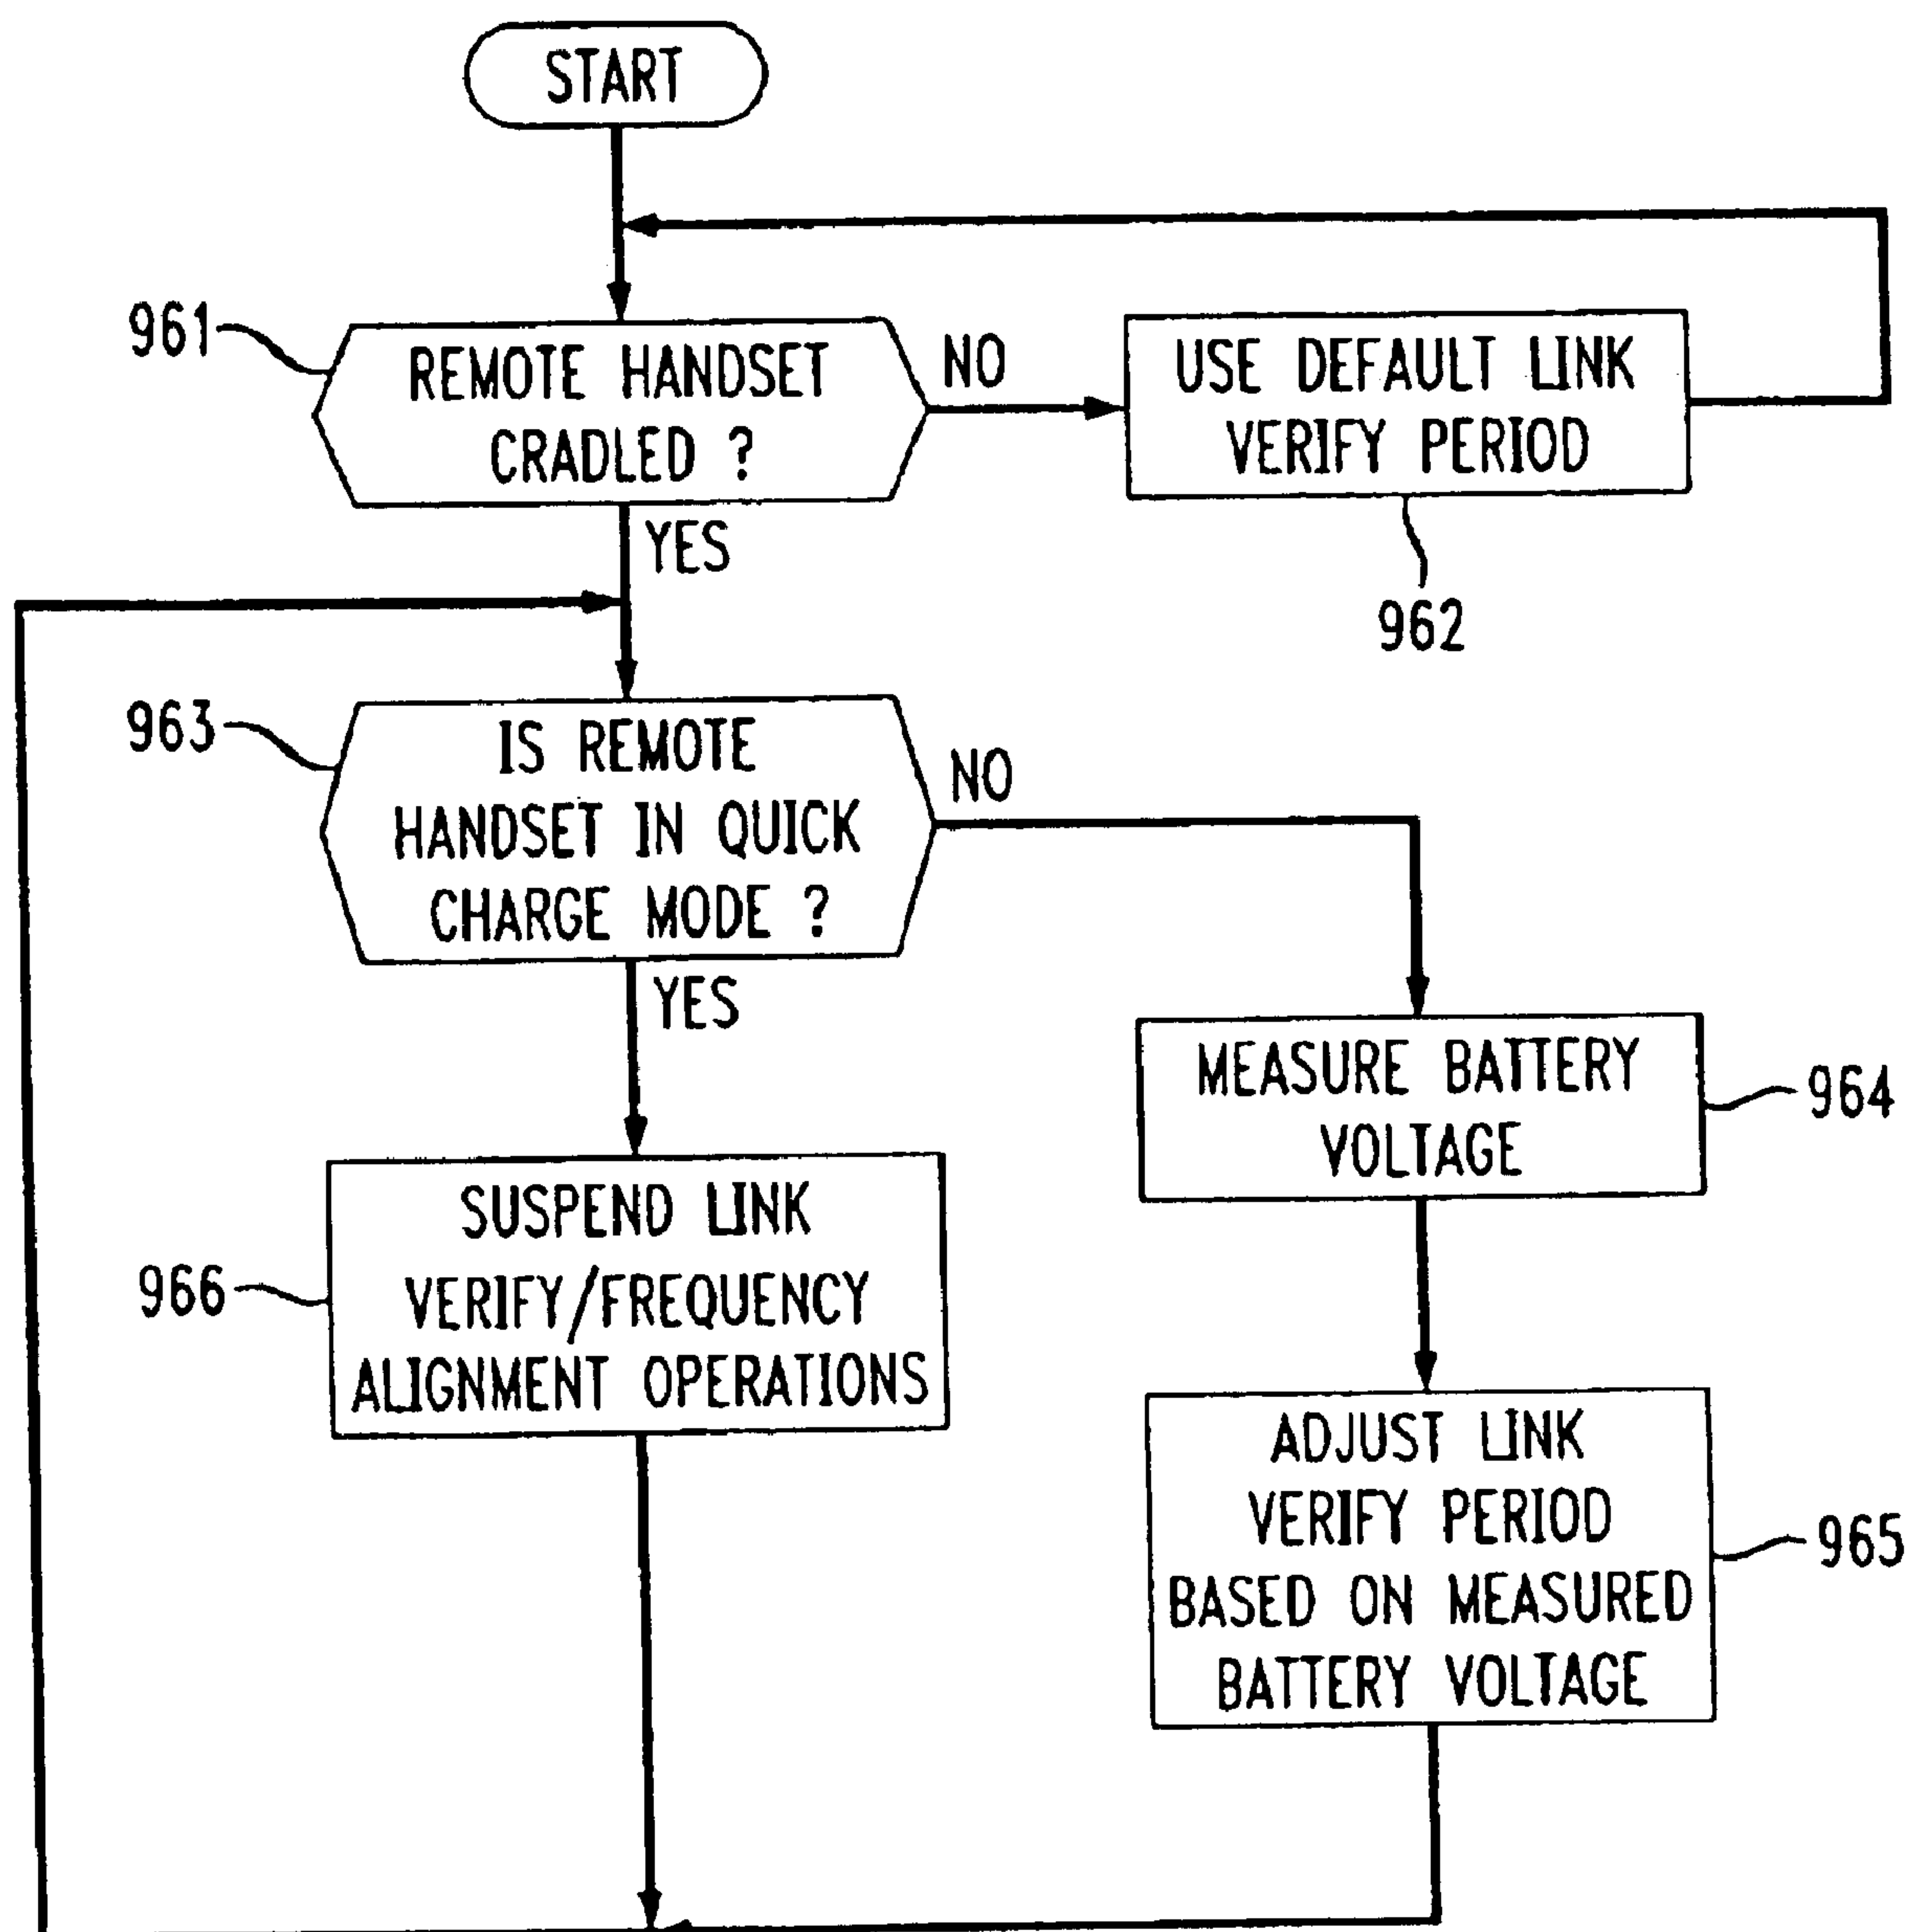 START
961
REMOTE HANDSET
CRADLED ?
NO
USE DEFAULT LINK
VERIFY PERIOD
962
YES
963
IS REMOTE
HANDSET IN QUICK
CHARGE MODE ?
NO
YES
MEASURE BATTERY
VOLTAGE
964
966
SUSPEND LINK
VERIFY/FREQUENCY
ALIGNMENT OPERATIONS
ADJUST LINK
VERIFY PERIOD
BASED ON MEASURED
BATTERY VOLTAGE
965